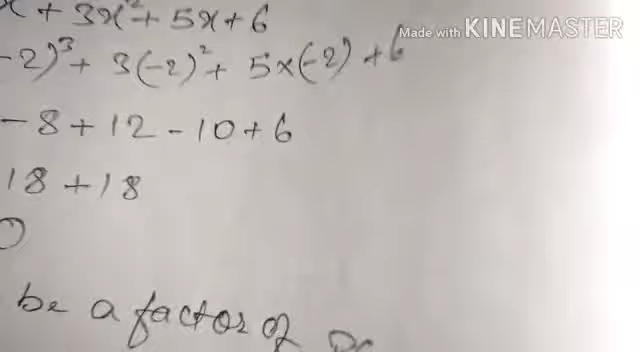 x + 3x² + 5x + 6
Made with KINEMASTER
-2)³ + 3(-2)² + 5×(-2) + 6
-8 + 12 - 10 + 6
18 + 18
be a factor of